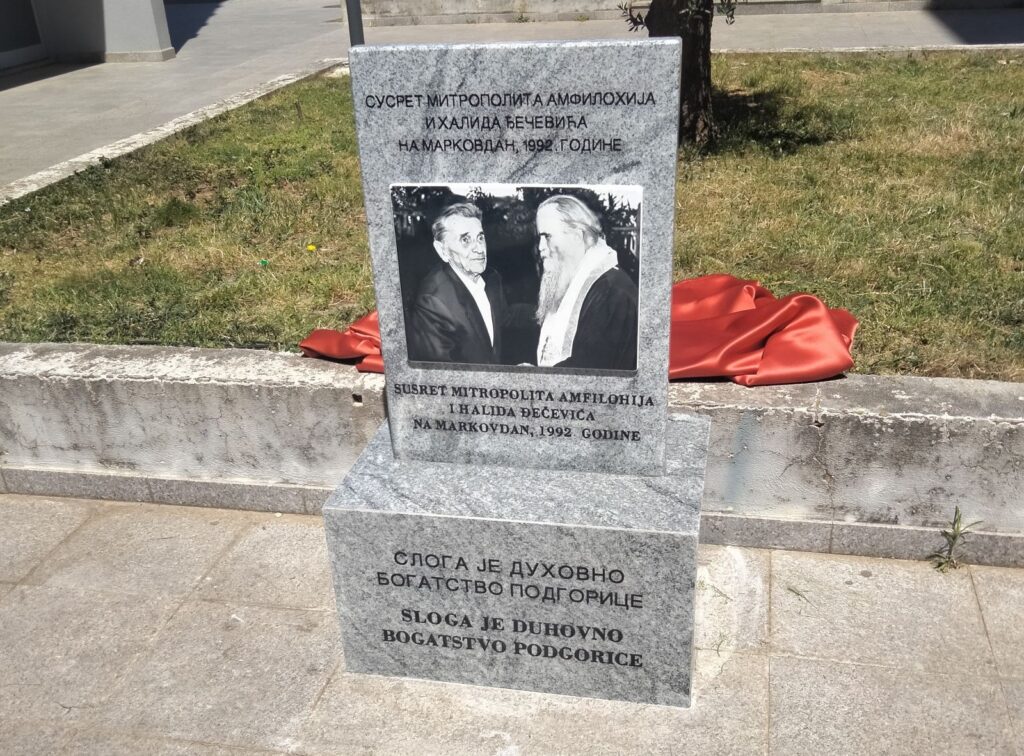 СУСРЕТ МИТРОПОЛИТА АМФИЛОХИЈА
И ХАЛИДА ЂЕЧЕВИЋА
НА МАРКОВДАН, 1992. ГОДИНЕ
SUSRET MITROPOLITA AMFILOHIJA
I HALIDA ĐEČEVIĆA
NA MARKOVDAN, 1992. GODINE
СЛОГА ЈЕ ДУХОВНО
БОГАТСТВО ПОДГОРИЦЕ
SLOGA JE DUHOVNO
BOGATSTVO PODGORICE